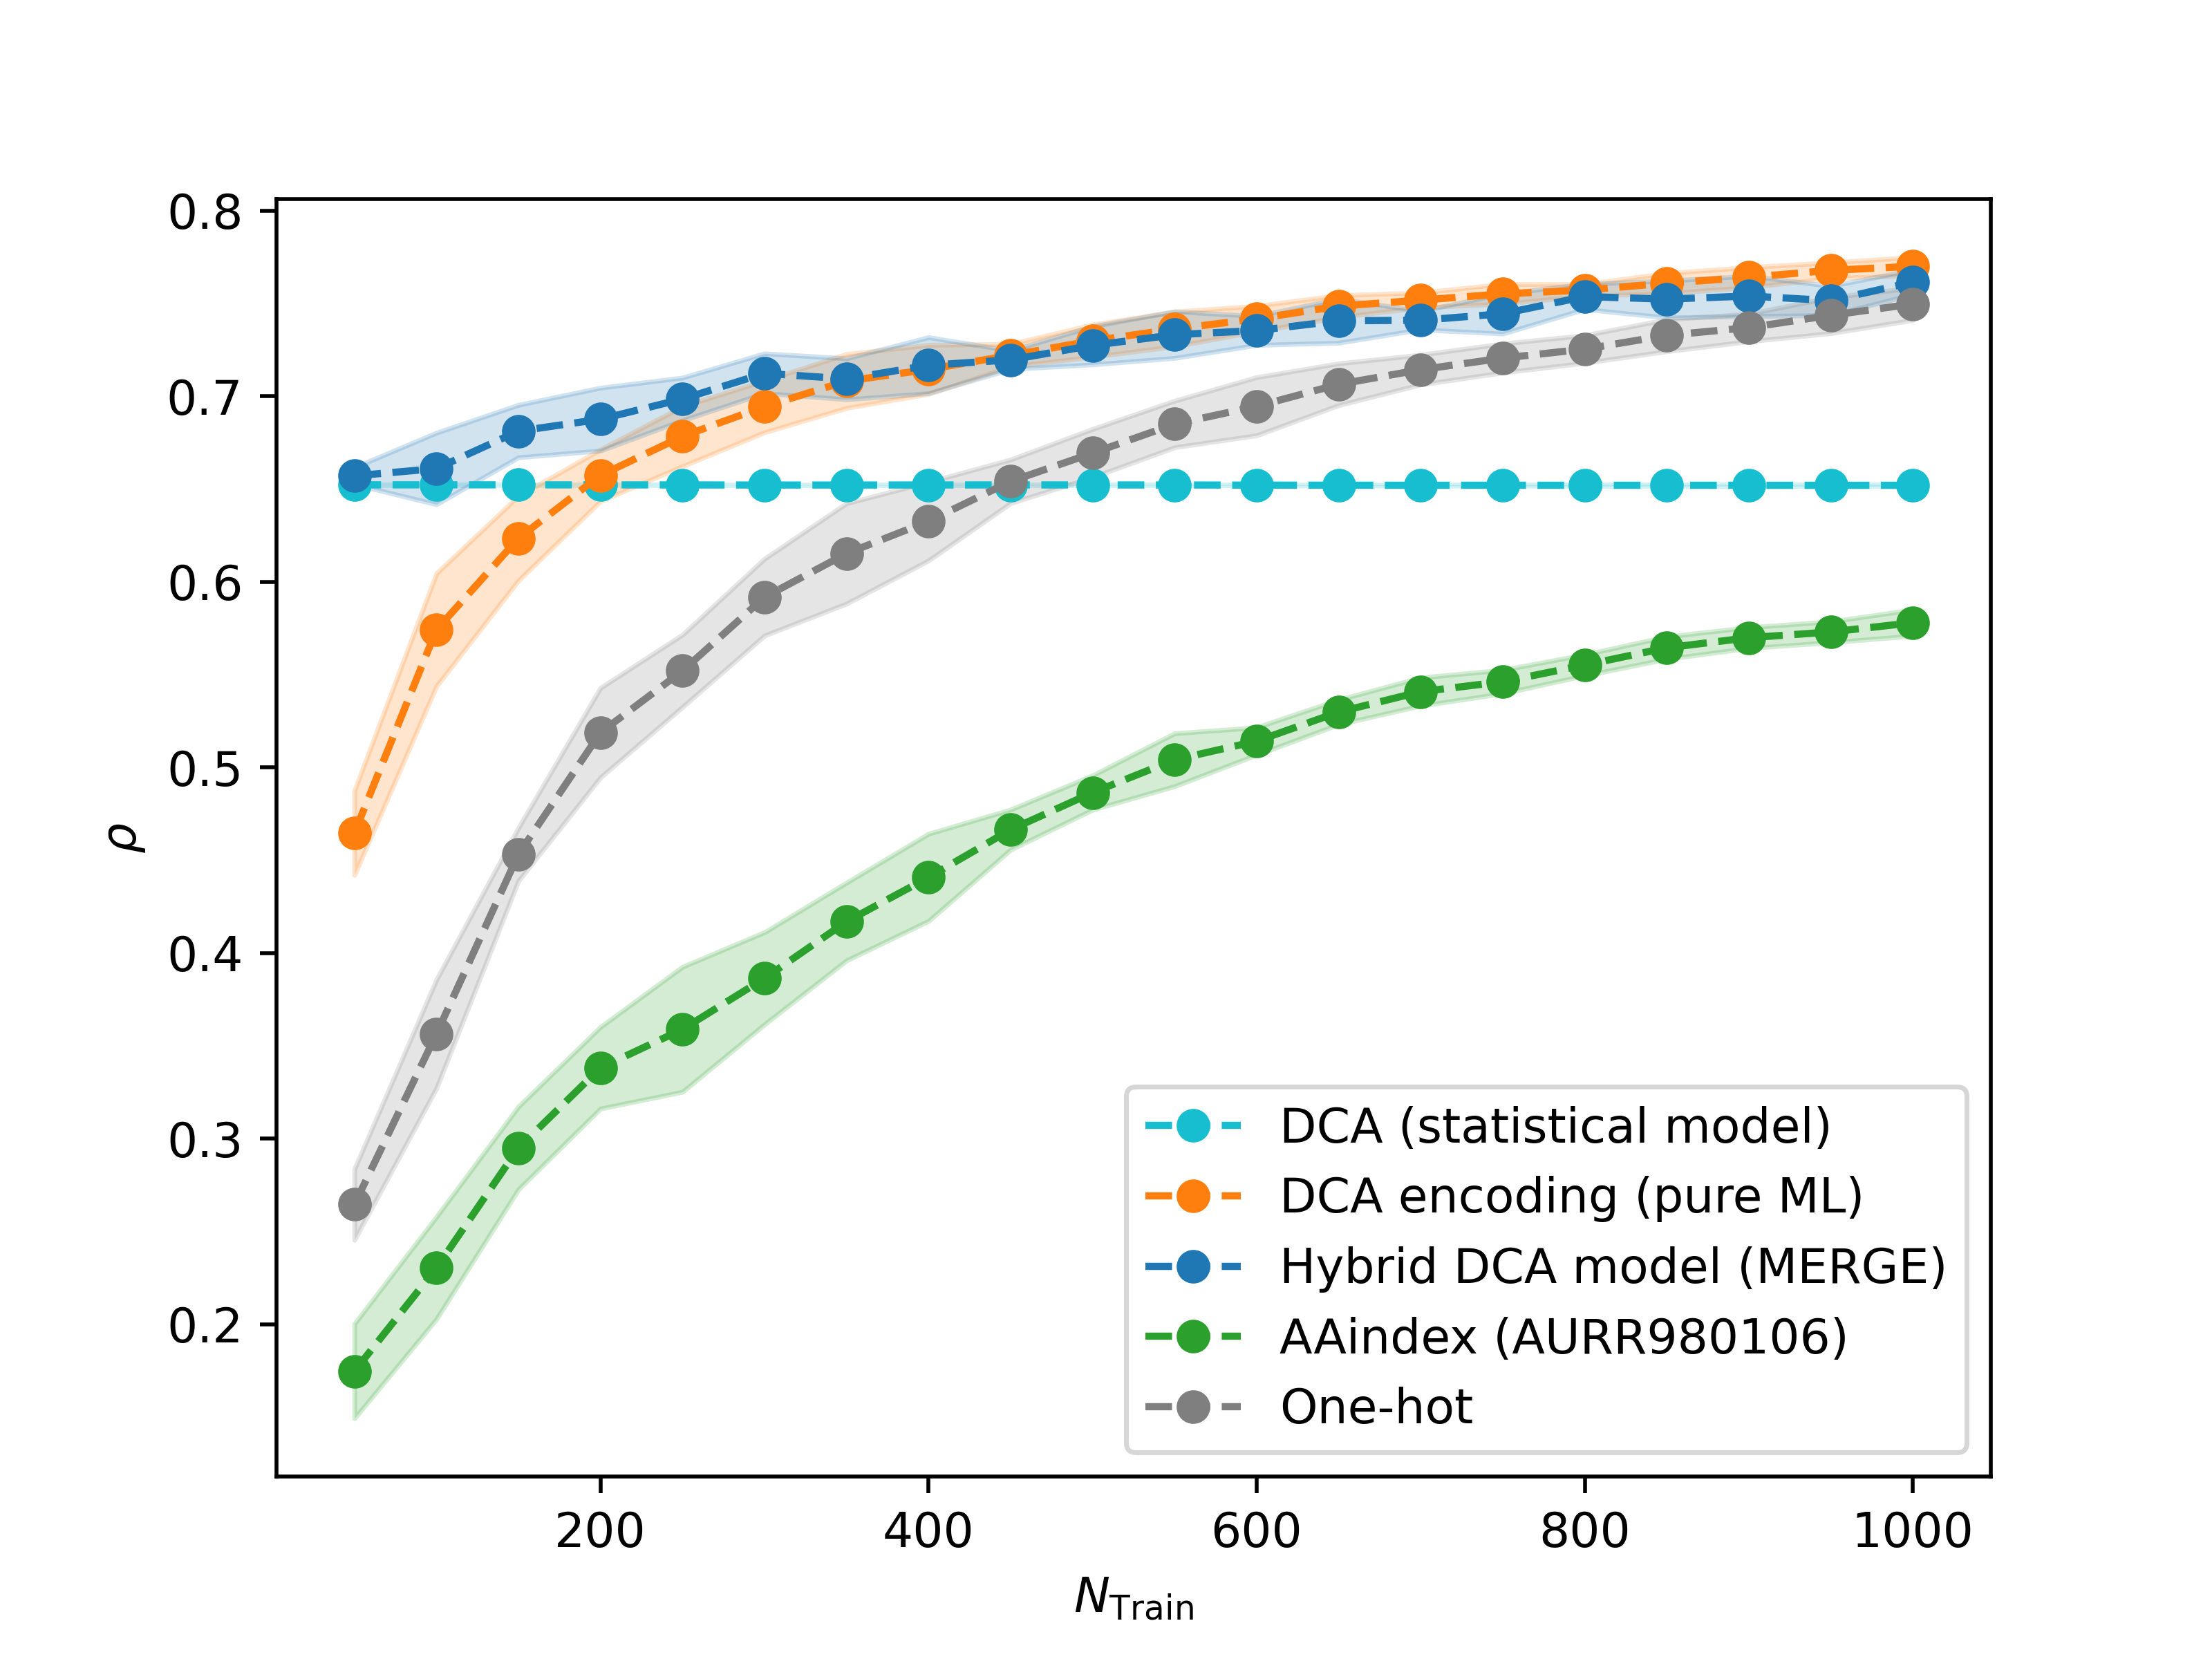 0.8
0.7
0.6
0.5
0.4
0.3
0.2
ρ
200 400 600 800 1000
N_Train
DCA (statistical model)
DCA encoding (pure ML)
Hybrid DCA model (MERGE)
AAindex (AURR980106)
One-hot